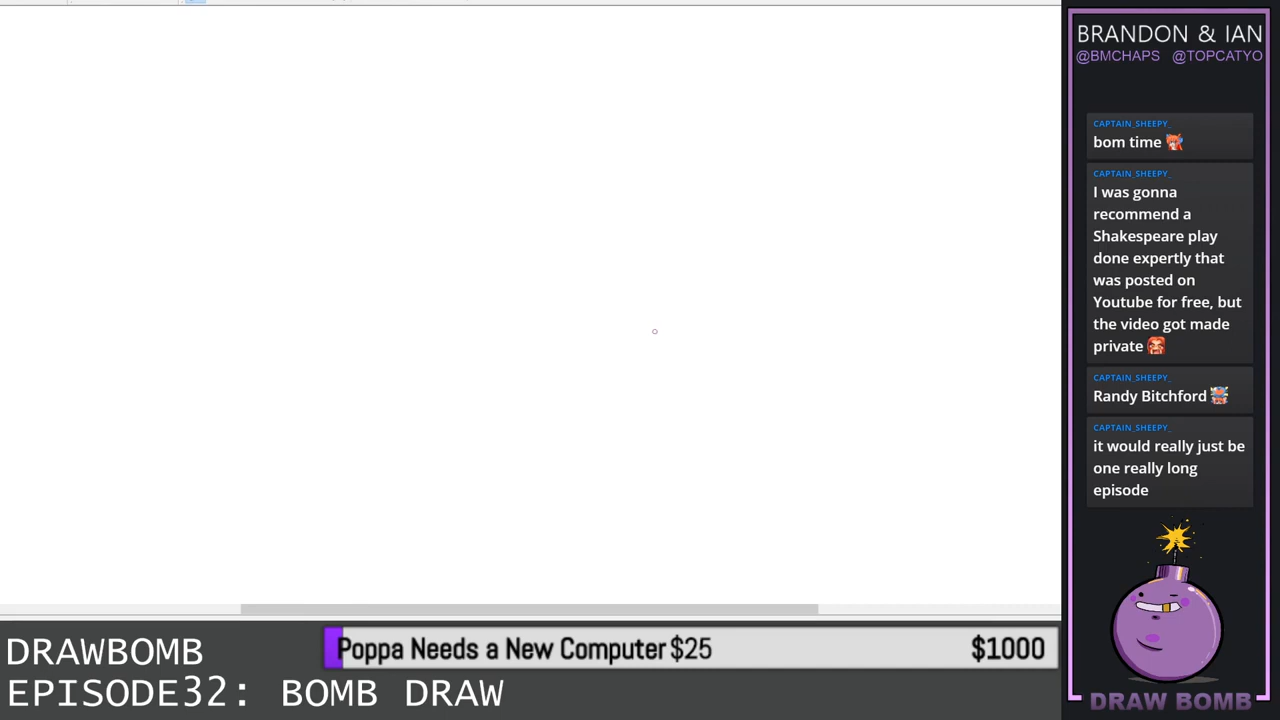 BRANDON & IAN
@BMCHAPS @TOPCATYO
CAPTAIN_SHEEPY_
bom time
CAPTAIN_SHEEPY_
I was gonna
recommend a
Shakespeare play
done expertly that
was posted on
Youtube for free, but
the video got made
private
CAPTAIN_SHEEPY_
Randy Bitchford
CAPTAIN_SHEEPY_
it would really just be
one really long
episode
DRAW BOMB
DRAWBOMB
Poppa Needs a New Computer $25 $1000
EPISODE32: BOMB DRAW